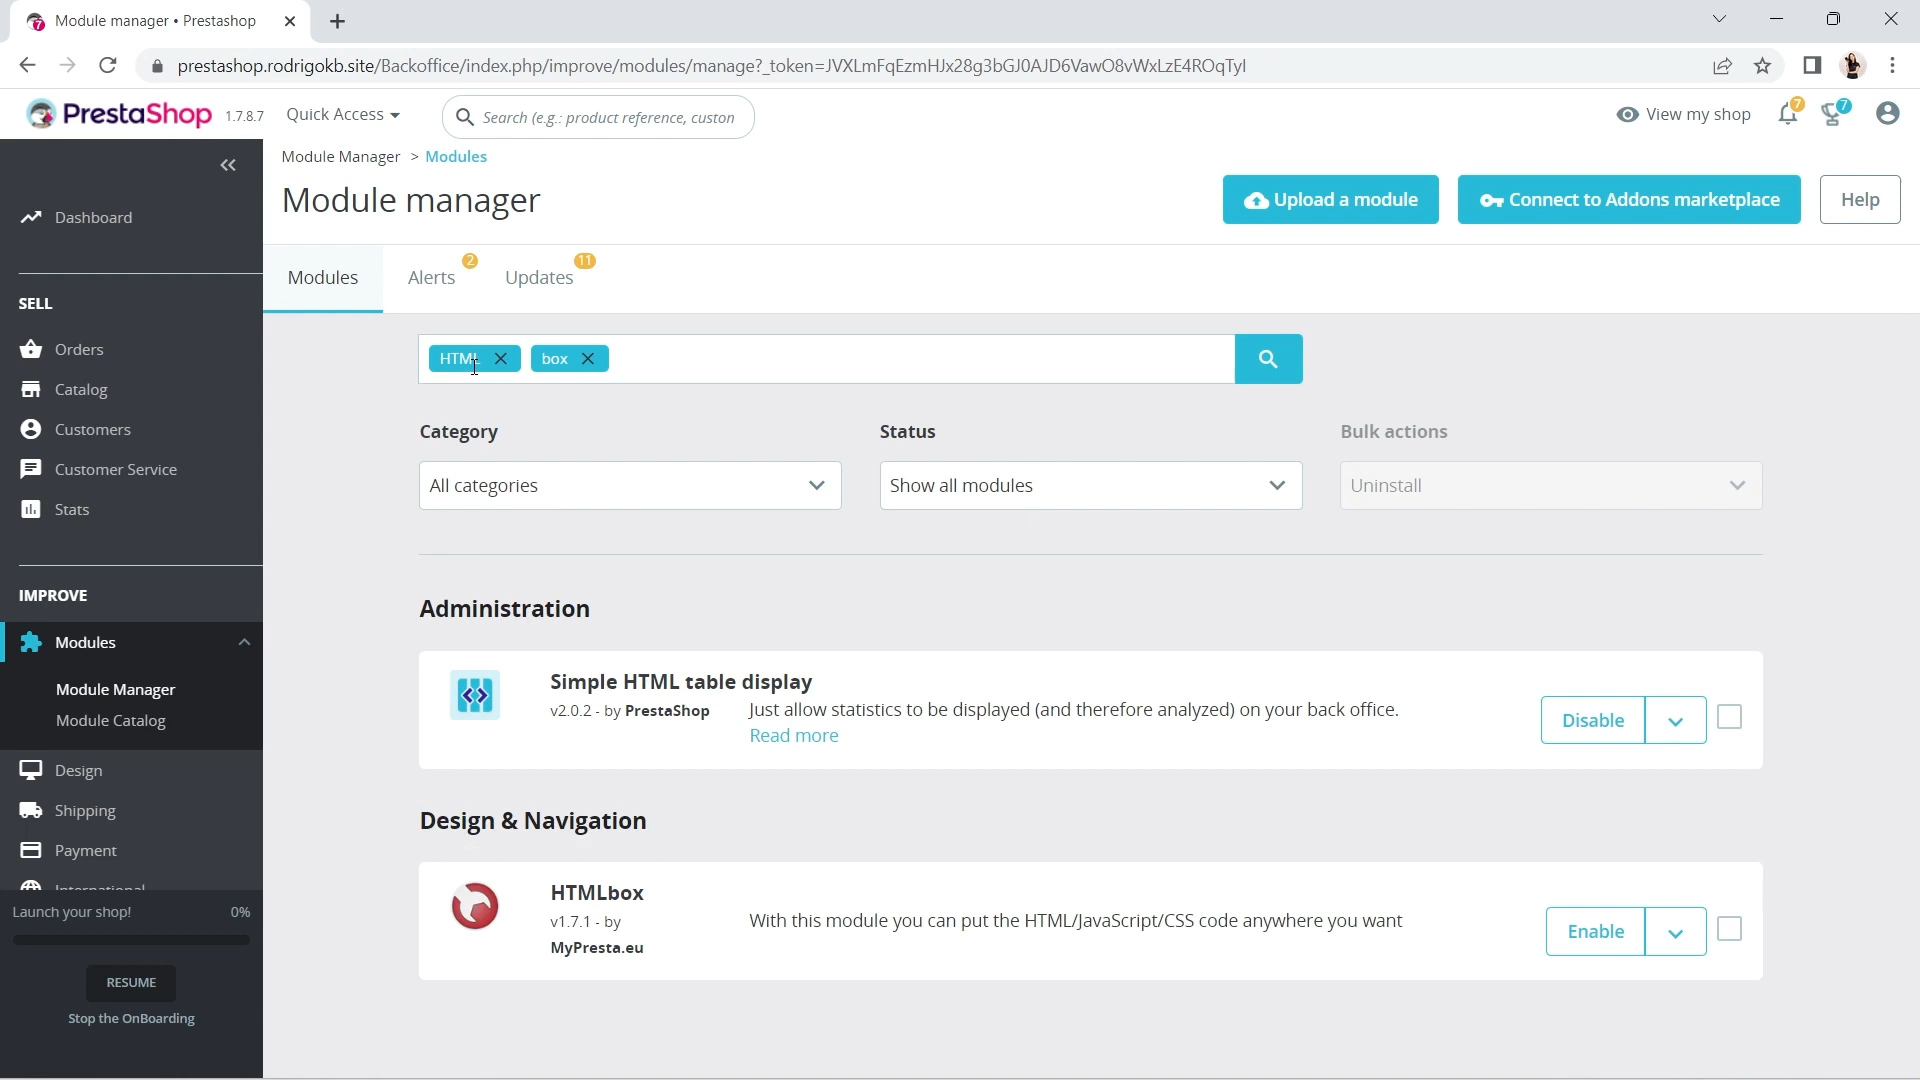 Module manager • Prestashop
prestashop.rodrigokb.site/Backoffice/index.php/improve/modules/manage?_token=JVXLmFqEzmHJx28g3bGJ0AJD6VawO8vWxLzE4ROqTyI
PrestaShop 1.7.8.7 Quick Access Search (e.g.: product reference, custon View my shop 7 7
Module Manager > Modules
Module manager
Upload a module Connect to Addons marketplace Help
Modules Alerts 2 Updates 11
HTML box
Category Status Bulk actions
All categories Show all modules Uninstall
Administration
Simple HTML table display
v2.0.2 - by PrestaShop Just allow statistics to be displayed (and therefore analyzed) on your back office.
Read more
Disable
Design & Navigation
HTMLbox
v1.7.1 - by With this module you can put the HTML/JavaScript/CSS code anywhere you want
MyPresta.eu
Enable
Dashboard
SELL
Orders
Catalog
Customers
Customer Service
Stats
IMPROVE
Modules
Module Manager
Module Catalog
Design
Shipping
Payment
International
Launch your shop! 0%
RESUME
Stop the OnBoarding